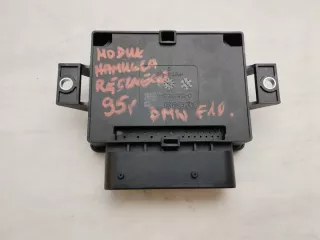 MODUŁ
HAMULCA
RĘCZNEGO
95r BMW F10.